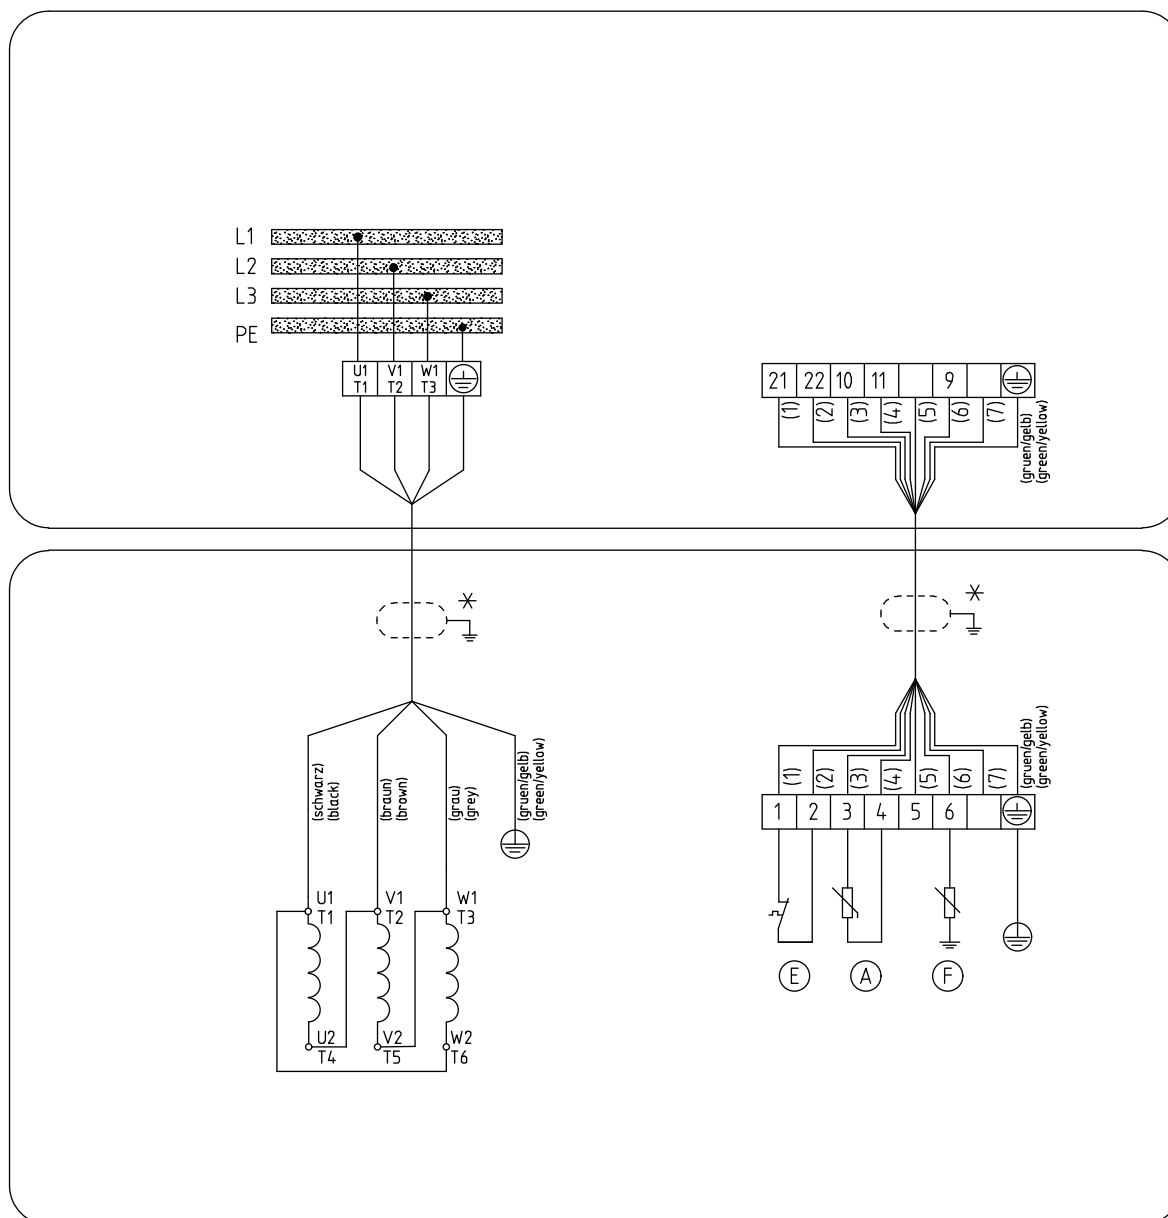 L1
L2
L3
PE
U1 V1 W1
T1 T2 T3
21 22 10 11 9
(1) (2) (3) (4) (5) (6) (7)
(gruen/gelb)
(green/yellow)
*
*
(schwarz)
(black)
(braun)
(brown)
(grau)
(grey)
(gruen/gelb)
(green/yellow)
(1) (2) (3) (4) (5) (6) (7)
(gruen/gelb)
(green/yellow)
1 2 3 4 5 6
U1 V1 W1
T1 T2 T3
E A F
U2 V2 W2
T4 T5 T6